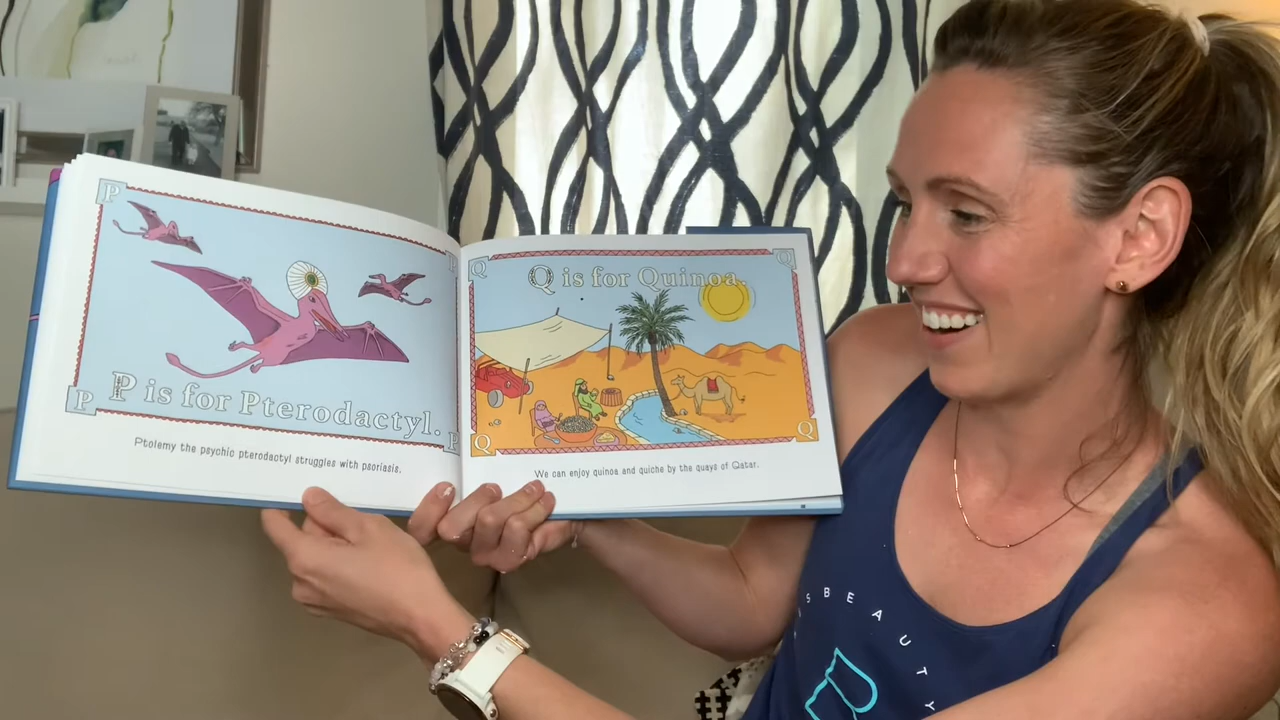 P
P
P is for Pterodactyl.
P
Ptolemy the psychic pterodactyl struggles with psoriasis.
Q
Q
Q is for Quinoa.
Q
Q
We can enjoy quinoa and quiche by the quays of Qatar.
BEAUTY